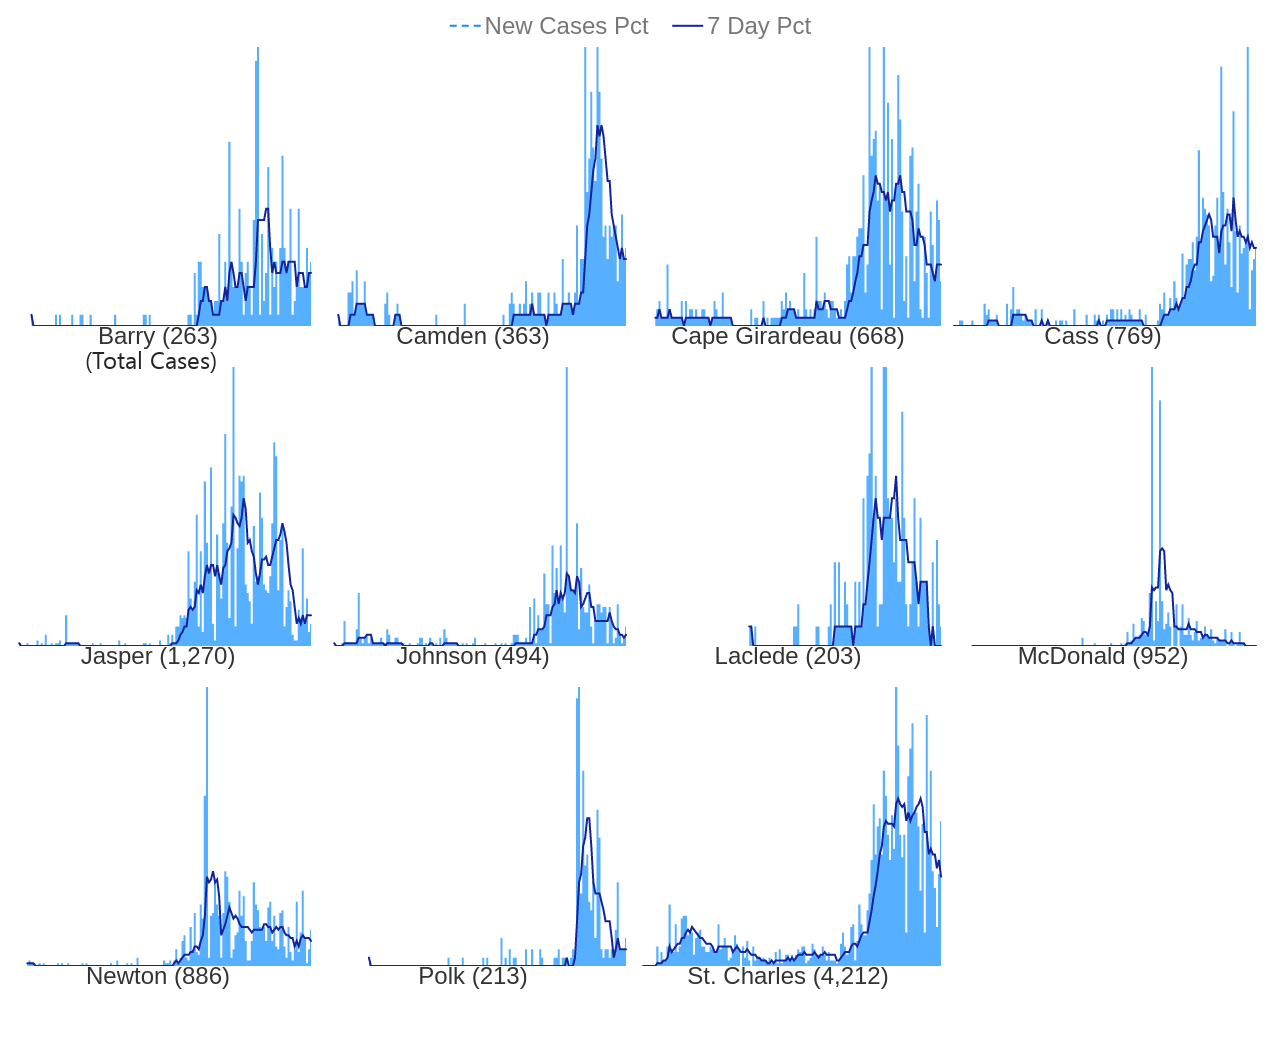 New Cases Pct 7 Day Pct
Barry (263) Camden (363) Cape Girardeau (668) Cass (769)
(Total Cases)
Jasper (1,270) Johnson (494) Laclede (203) McDonald (952)
Newton (886) Polk (213) St. Charles (4,212)